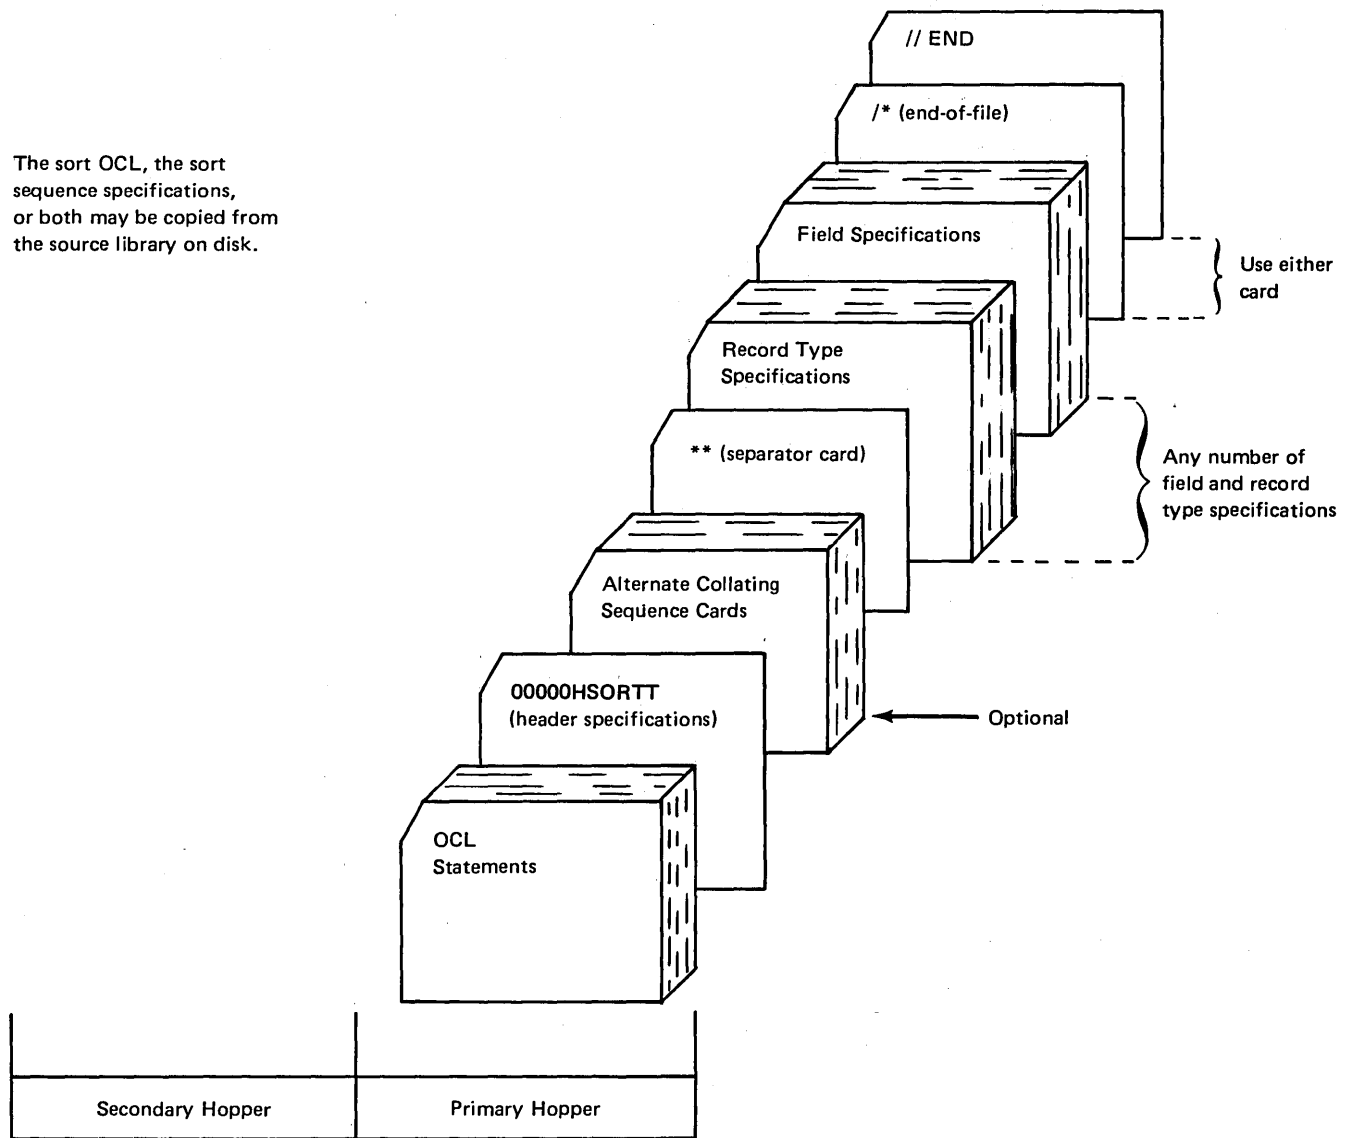 // END
/* (end-of-file)
The sort OCL, the sort
sequence specifications,
or both may be copied from
the source library on disk.
Field Specifications
Use either
card
Record Type
Specifications
** (separator card)
Any number of
field and record
type specifications
Alternate Collating
Sequence Cards
00000HSORTT
(header specifications)
Optional
OCL
Statements
Secondary Hopper
Primary Hopper